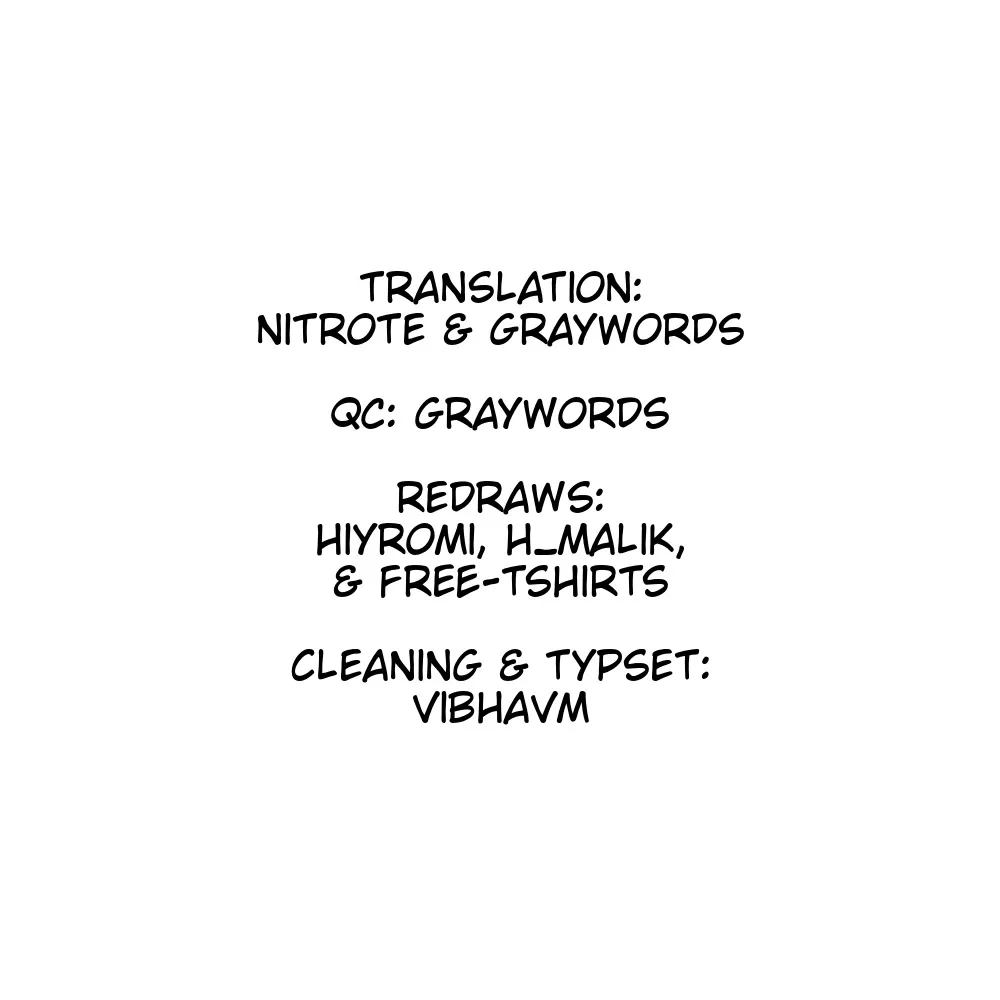 TRANSLATION:
NITROTE & GRAYWORDS
QC: GRAYWORDS
REDRAWS:
HIYROMI, H_MALIK,
& FREE-TSHIRTS
CLEANING & TYPSET:
VIBHAVM